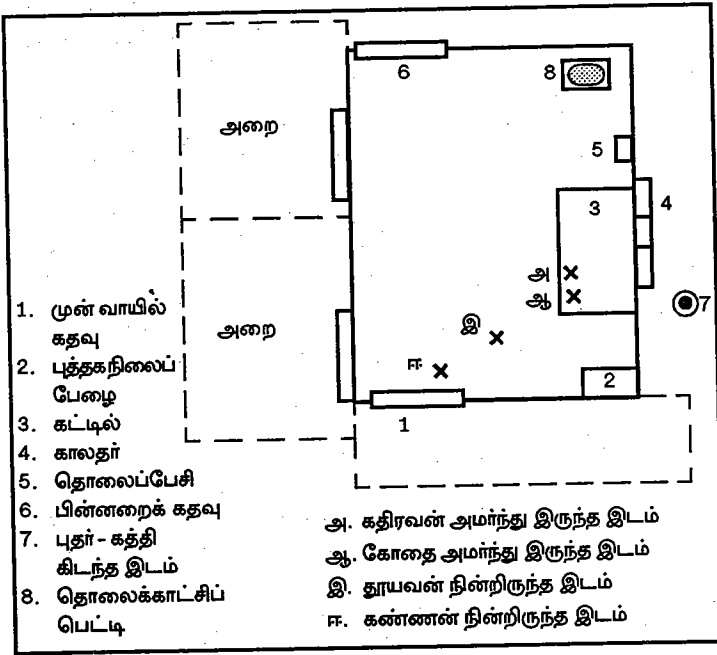 6
8
அறை
5
3
4
அ
ஆ
7
1. முன் வாயில்
கதவு
அறை
இ
2. புத்தகநிலைப்
பேழை
ஈ
2
3. கட்டில்
1
4. காலதர்
5. தொலைப்பேசி
6. பின்னறைக் கதவு
7. புதர் - கத்தி
கிடந்த இடம்
8. தொலைக்காட்சிப்
பெட்டி
அ. கதிரவன் அமர்ந்து இருந்த இடம்
ஆ. கோதை அமர்ந்து இருந்த இடம்
இ. தூயவன் நின்றிருந்த இடம்
ஈ. கண்ணன் நின்றிருந்த இடம்